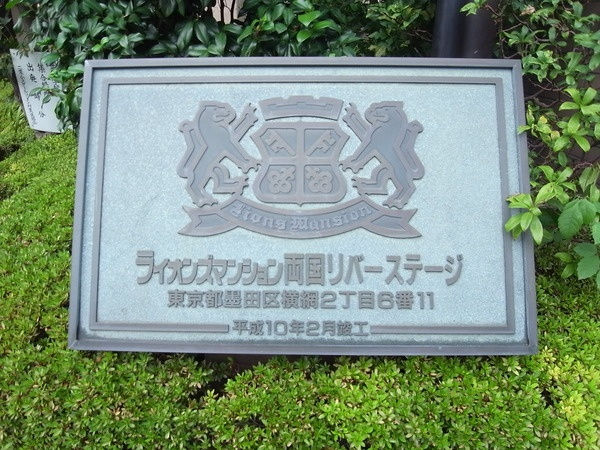 Lions Mansion
ライオンズマンション両国リバーステージ
東京都墨田区横網2丁目6番11
平成10年2月竣工